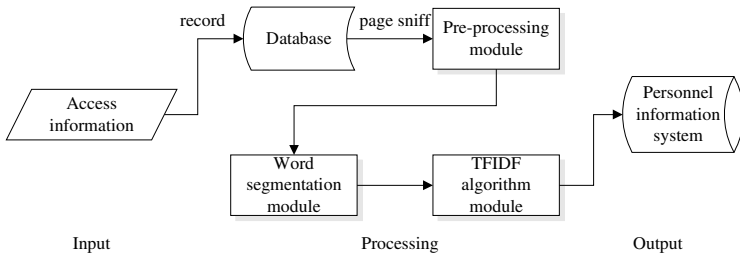 record
Database
page sniff
Pre-processing
module
Access
information
Personnel
information
system
Word
segmentation
module
TFIDF
algorithm
module
Input
Processing
Output